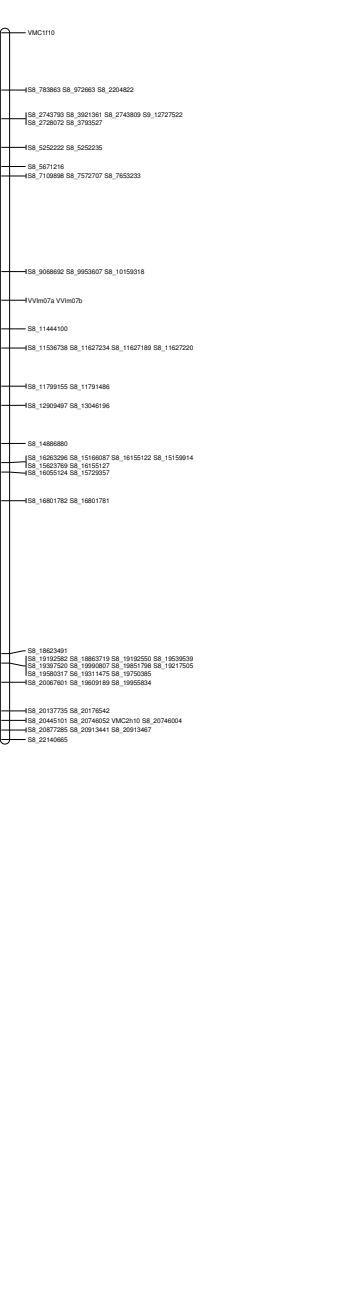 VMC1f10
S8_783863 S8_972663 S8_2204822
S8_2743793 S8_3921361 S8_2743809 S9_12727522
S8_2728072 S8_3793527
S8_5252222 S8_5252235
S8_5671216
S8_7109898 S8_7572707 S8_7653233
S8_9068692 S8_9953607 S8_10159318
VVIm07a VVIm07b
S8_11444100
S8_11536738 S8_11627234 S8_11627189 S8_11627220
S8_11799155 S8_11791486
S8_12909497 S8_13046196
S8_14886880
S8_16263296 S8_15166087 S8_16155122 S8_15159914
S8_15623769 S8_16155127
S8_16055124 S8_15729357
S8_16801782 S8_16801781
S8_18623491
S8_19192582 S8_18863719 S8_19192550 S8_19539539
S8_19397520 S8_19990807 S8_19851798 S8_19217505
S8_19580317 S6_19311475 S8_19750385
S8_20067601 S8_19609189 S8_19955834
S8_20137735 S8_20176542
S8_20445101 S8_20746052 VMC2h10 S8_20746004
S8_20877285 S8_20913441 S8_20913467
S8_22140665